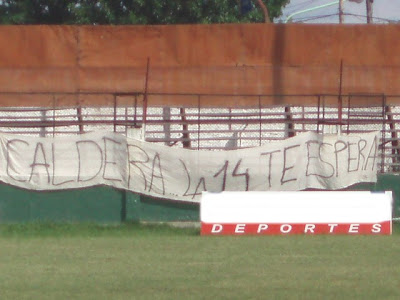 CALDERA... LA 14 TE ESPERA
DEPORTES